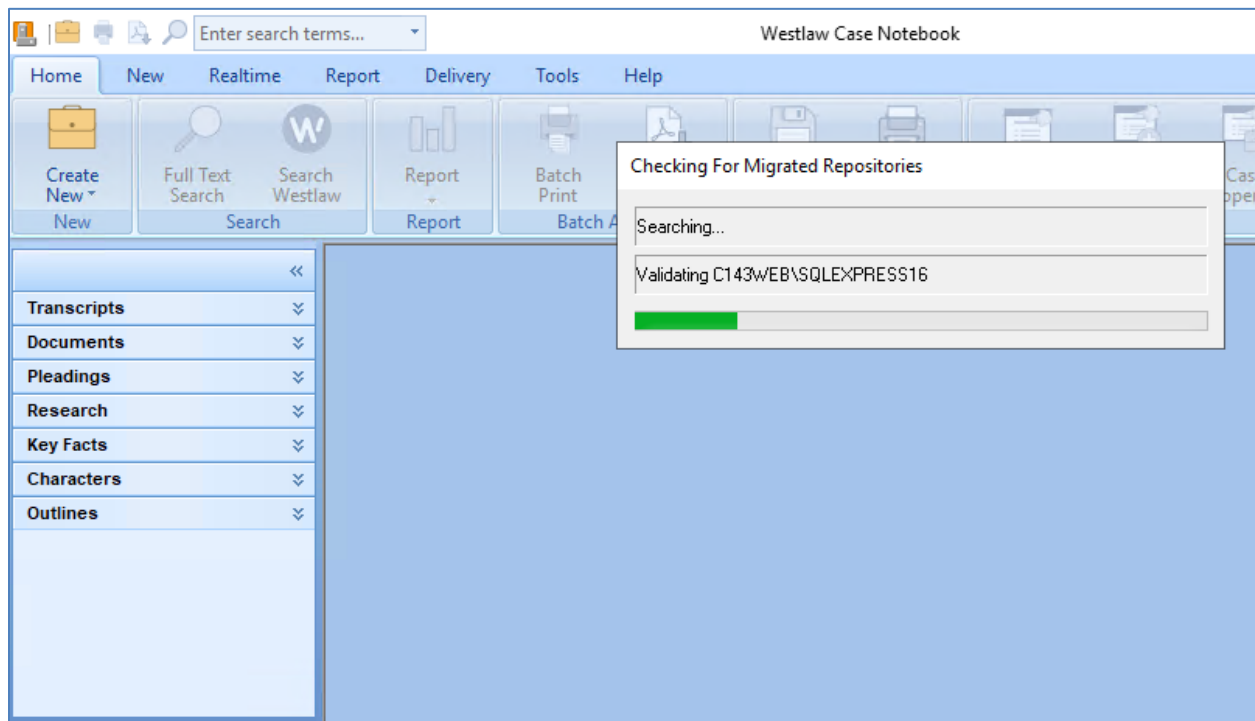 Enter search terms...
Westlaw Case Notebook
Home New Realtime Report Delivery Tools Help
Create New
Full Text Search
Search Westlaw
Report
Batch Print
New
Search
Report
Batch A
Checking For Migrated Repositories
Searching...
Validating C143WEB\SQLEXPRESS16
Transcripts
Documents
Pleadings
Research
Key Facts
Characters
Outlines